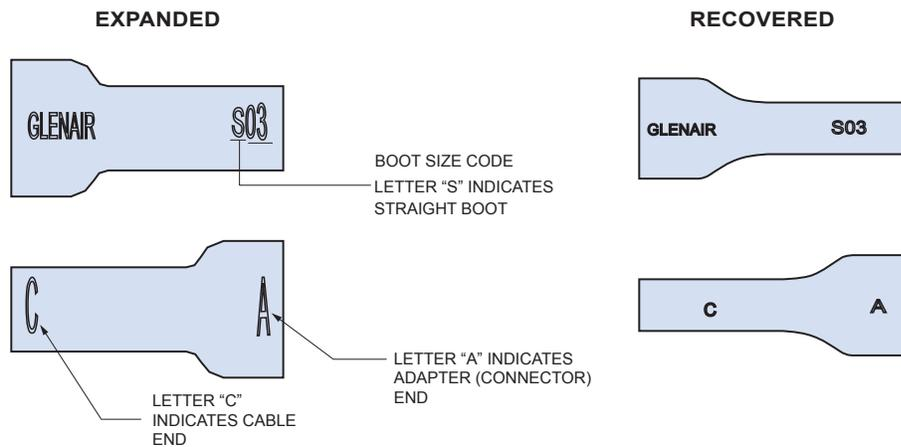 EXPANDED
RECOVERED
GLENAIR
S03
GLENAIR
S03
BOOT SIZE CODE
LETTER “S” INDICATES
STRAIGHT BOOT
C
A
C
A
LETTER “A” INDICATES
ADAPTER (CONNECTOR)
END
LETTER “C”
INDICATES CABLE
END